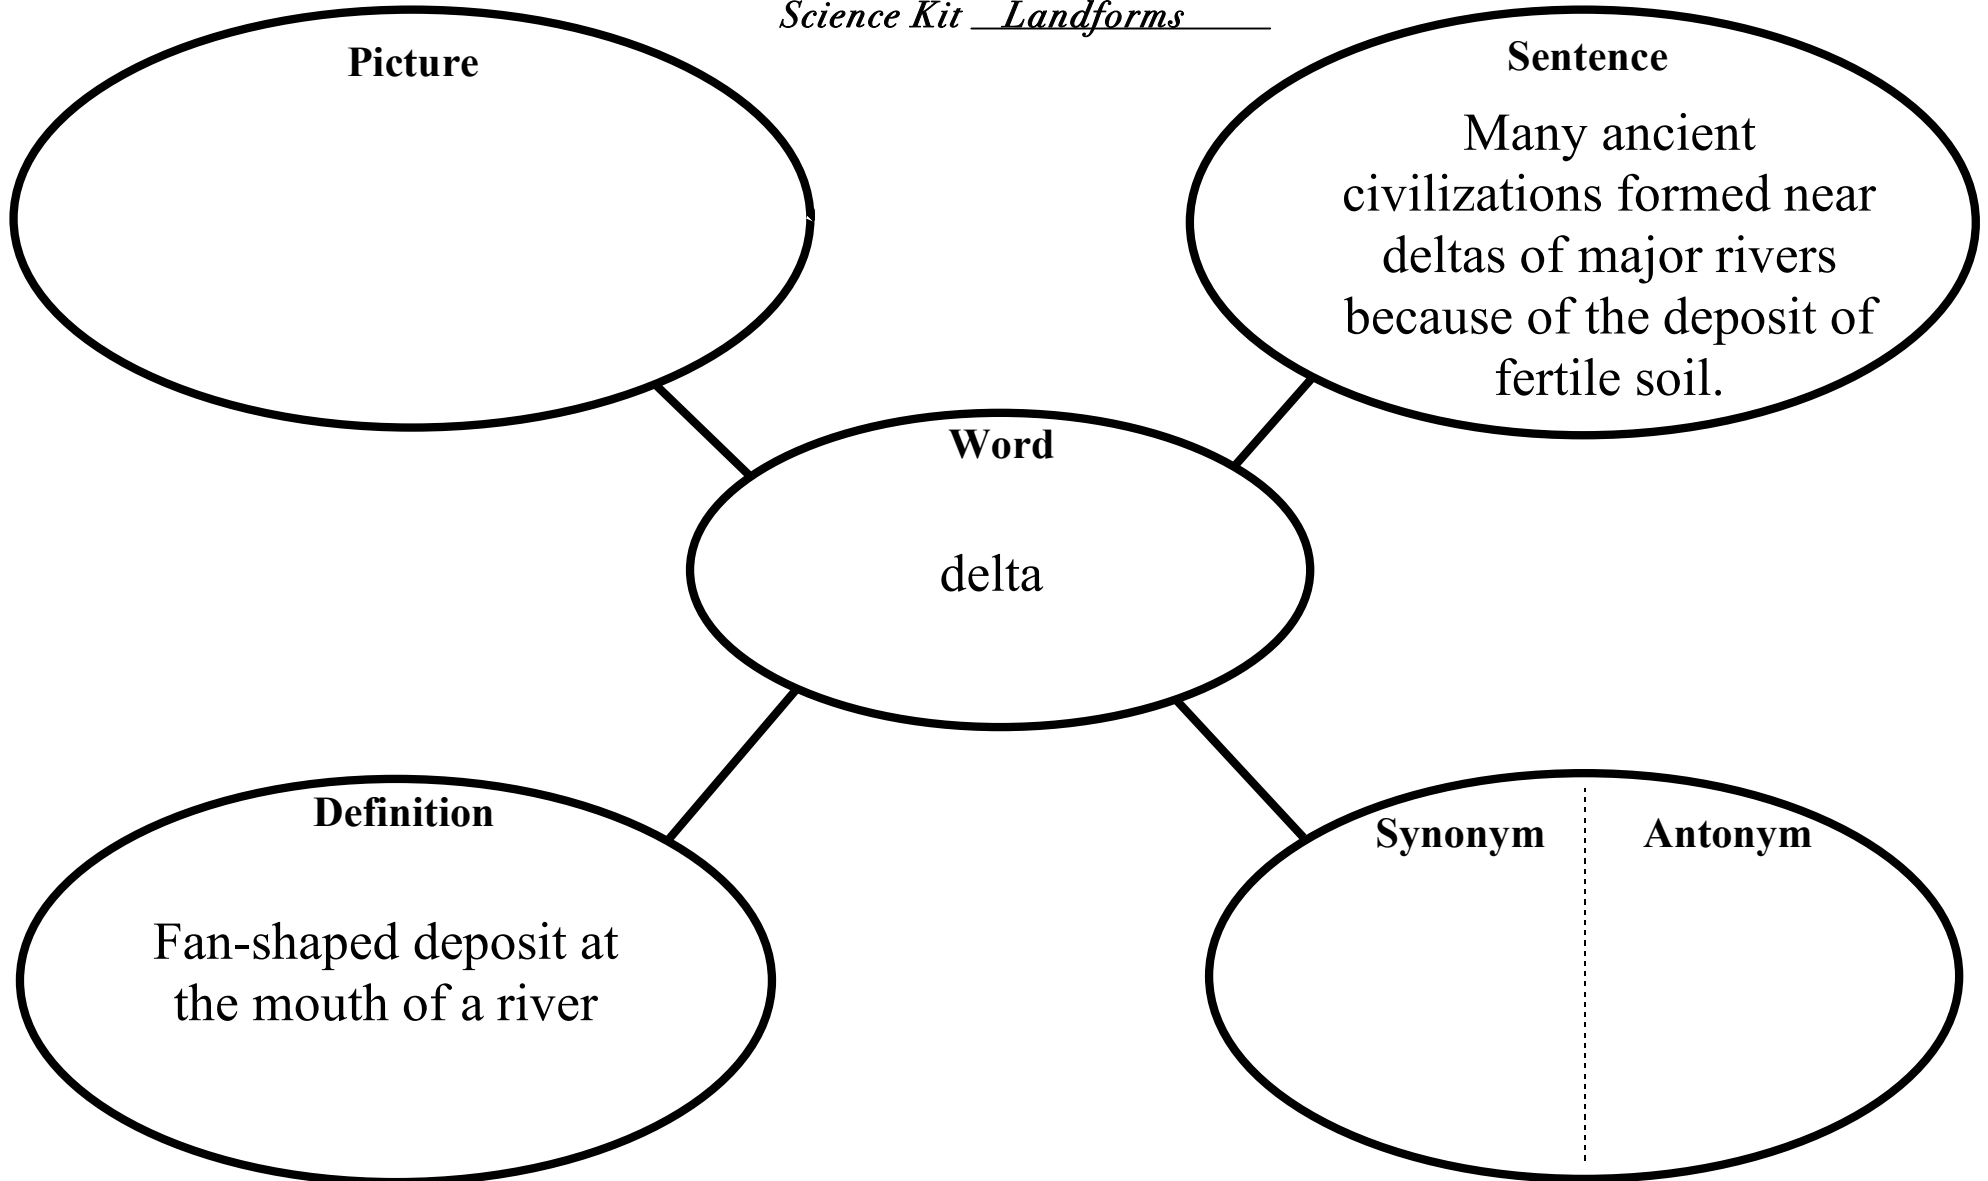 Science Kit __Landforms______
Picture
Sentence
Many ancient
civilizations formed near
deltas of major rivers
because of the deposit of
fertile soil.
Word
delta
Definition
Fan-shaped deposit at
the mouth of a river
Synonym Antonym